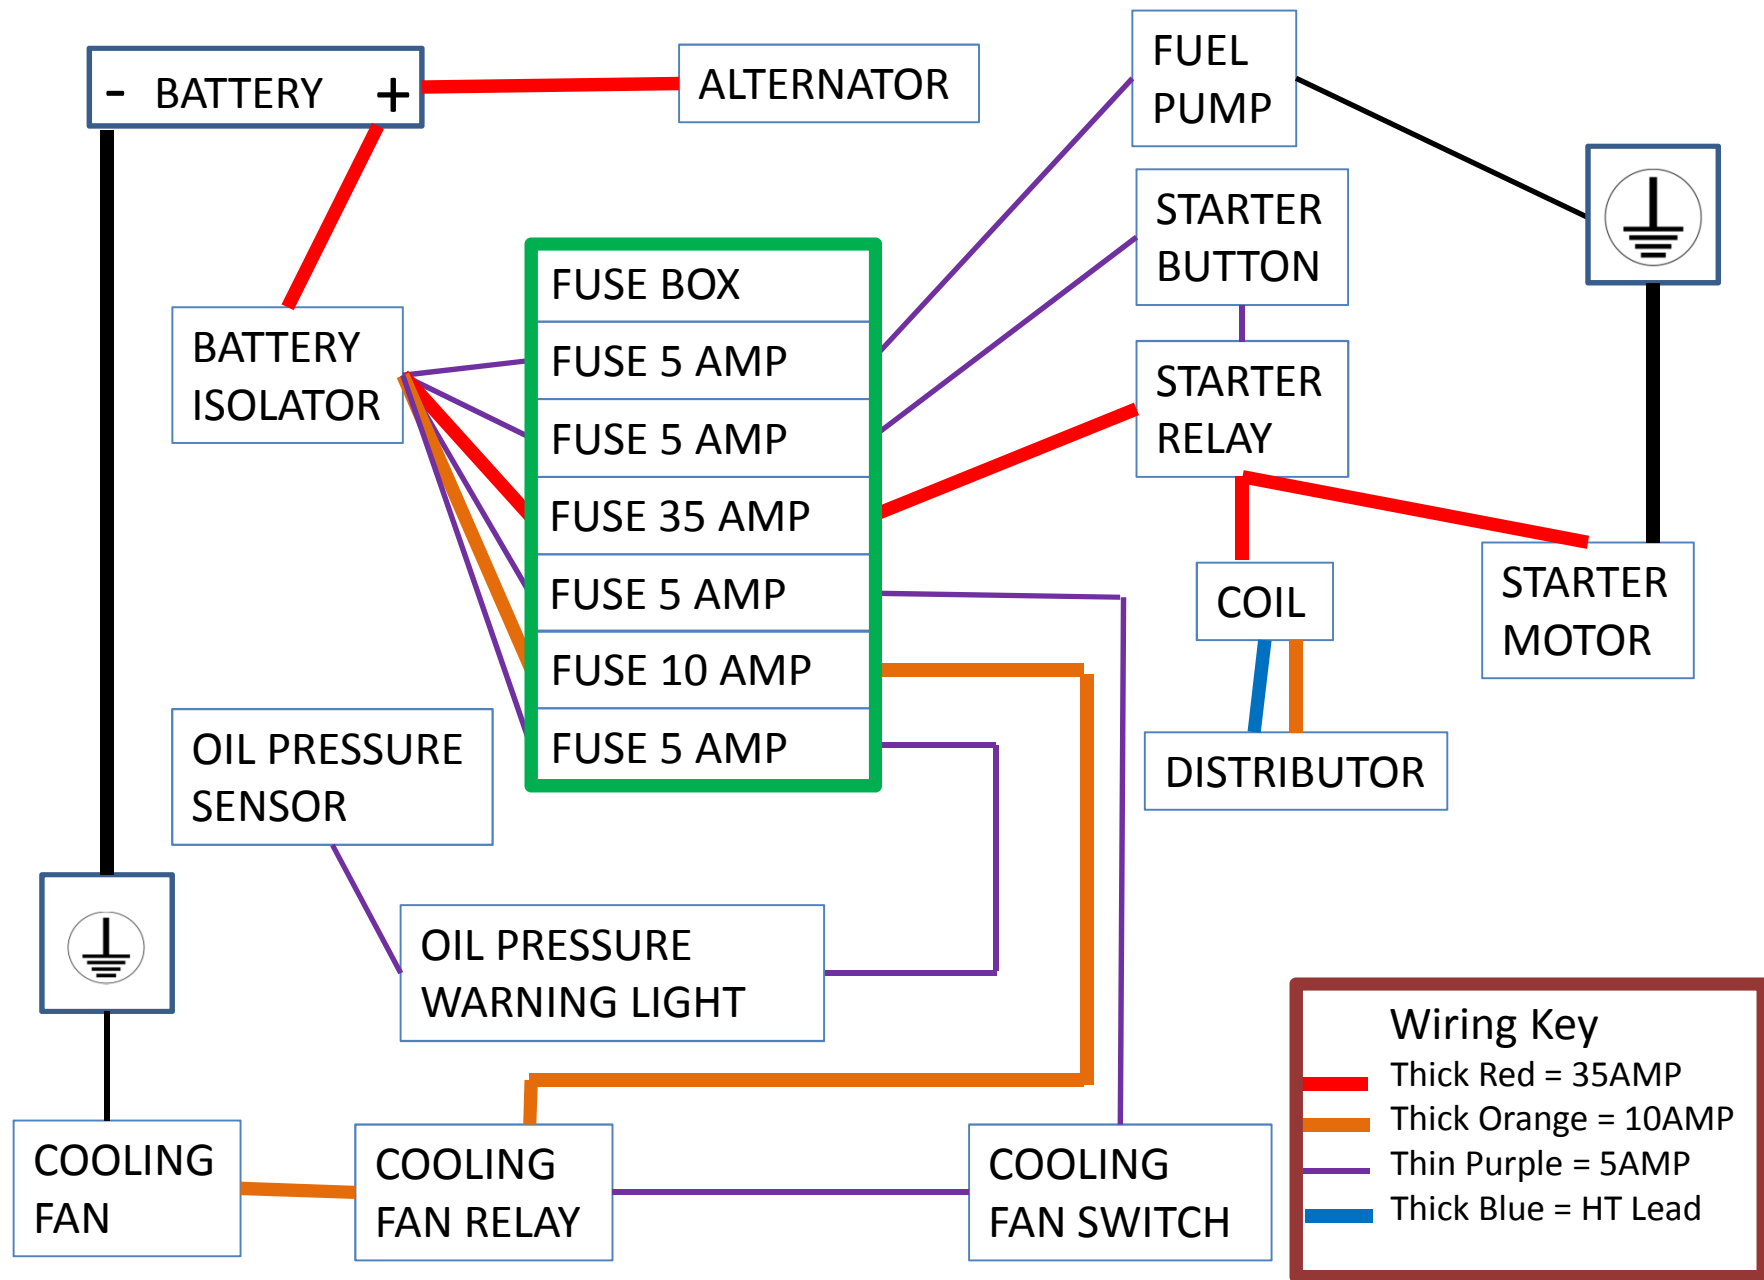 - BATTERY +
ALTERNATOR
FUEL
PUMP
STARTER
BUTTON
BATTERY
ISOLATOR
FUSE BOX
FUSE 5 AMP
FUSE 5 AMP
FUSE 35 AMP
FUSE 5 AMP
FUSE 10 AMP
FUSE 5 AMP
STARTER
RELAY
COIL
STARTER
MOTOR
DISTRIBUTOR
OIL PRESSURE
SENSOR
OIL PRESSURE
WARNING LIGHT
COOLING
FAN
COOLING
FAN RELAY
COOLING
FAN SWITCH
Wiring Key
Thick Red = 35AMP
Thick Orange = 10AMP
Thin Purple = 5AMP
Thick Blue = HT Lead